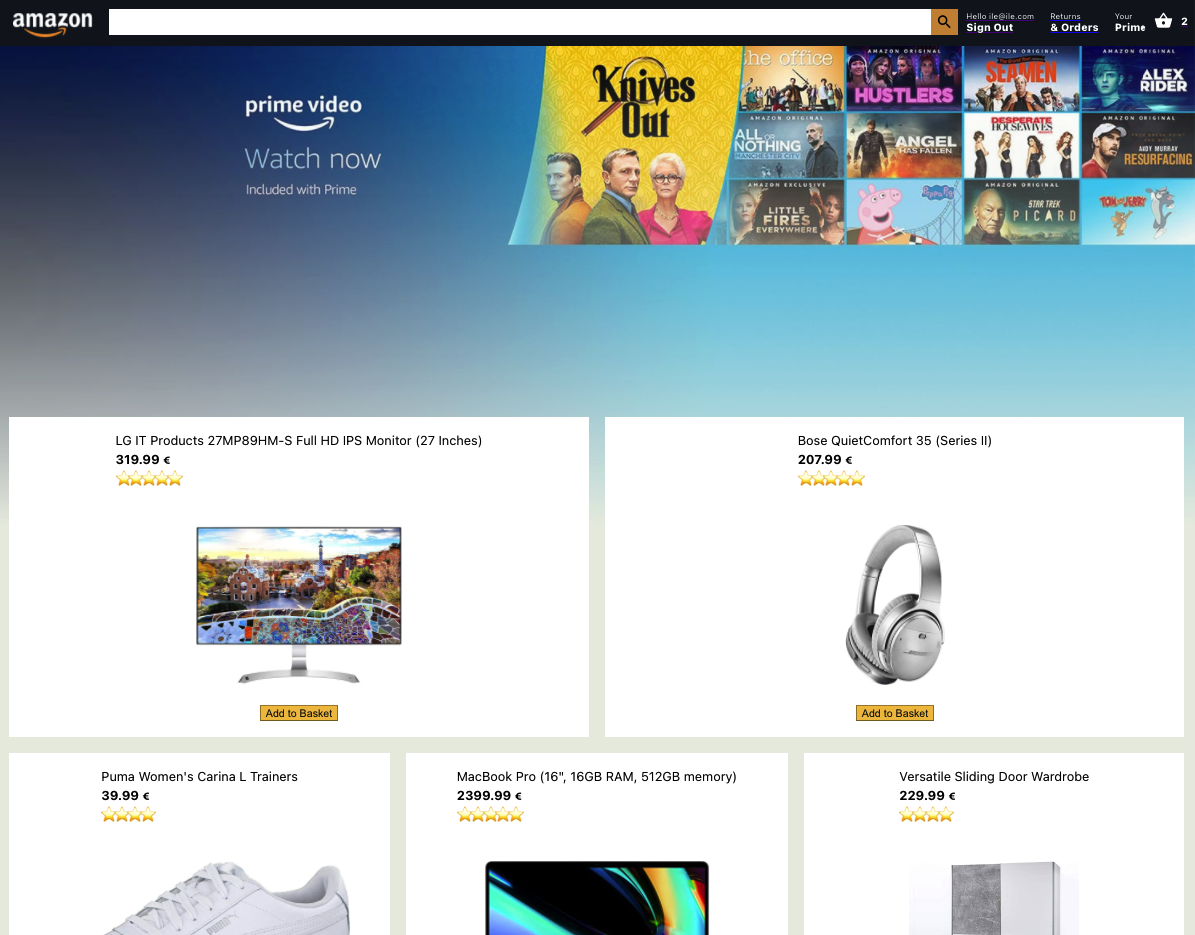 amazon
Hello ile@ile.com
Sign Out
Returns
& Orders
Your
Prime
2
prime video
Watch now
Included with Prime
Knives
Out
the office
AMAZON ORIGINAL
HUSTLERS
AMAZON ORIGINAL
SEAMEN
AMAZON ORIGINAL
ALEX
RIDER
AMAZON ORIGINAL
ALL OR
NOTHING
MANCHESTER CITY
ANGEL
HAS FALLEN
DESPERATE
HOUSEWIVES
AMAZON ORIGINAL
ANDY MURRAY
RESURFACING
AMAZON EXCLUSIVE
LITTLE
FIRES
EVERYWHERE
Peppa Pig
AMAZON ORIGINAL
STAR TREK
PICARD
TOM and JERRY
LG IT Products 27MP89HM-S Full HD IPS Monitor (27 Inches)
319.99 €
Add to Basket
Bose QuietComfort 35 (Series II)
207.99 €
Add to Basket
Puma Women's Carina L Trainers
39.99 €
MacBook Pro (16", 16GB RAM, 512GB memory)
2399.99 €
Versatile Sliding Door Wardrobe
229.99 €